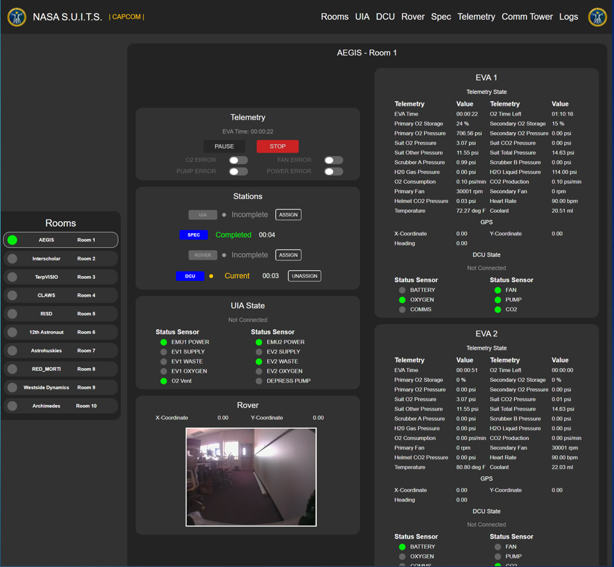 NASA S.U.I.T.S. | CAPCOM |
Rooms UIA DCU Rover Spec Telemetry Comm Tower Logs
AEGIS - Room 1
Rooms
AEGIS Room 1
Interscholar Room 2
TerpVISIO Room 3
CLAWS Room 4
RISD Room 5
12th Astronaut Room 6
Astrohuskies Room 7
RED_MORTI Room 8
Westside Dynamics Room 9
Archimedes Room 10
Telemetry
EVA Time: 00:00:22
PAUSE STOP
O2 ERROR FAN ERROR
PUMP ERROR POWER ERROR
Stations
UIA Incomplete ASSIGN
SPEC Completed 00:04
ROVER Incomplete ASSIGN
DCU Current 00:03 UNASSIGN
UIA State
Not Connected
Status Sensor Status Sensor
EMU1 POWER EMU2 POWER
EV1 SUPPLY EV2 SUPPLY
EV1 WASTE EV2 WASTE
EV1 OXYGEN EV2 OXYGEN
O2 Vent DEPRESS PUMP
Rover
X-Coordinate 0.00 Y-Coordinate 0.00
EVA 1
Telemetry State
Telemetry Value Telemetry Value
EVA Time 00:00:22 O2 Time Left 01:10:16
Primary O2 Storage 24 % Secondary O2 Storage 15 %
Primary O2 Pressure 706.56 psi Secondary O2 Pressure 0.00 psi
Suit O2 Pressure 3.07 psi Suit CO2 Pressure 0.00 psi
Suit Other Pressure 11.55 psi Suit Total Pressure 14.63 psi
Scrubber A Pressure 0.99 psi Scrubber B Pressure 0.00 psi
H2O Gas Pressure 0.00 psi H2O Liquid Pressure 114.00 psi
O2 Consumption 0.10 psi/min CO2 Production 0.10 psi/min
Primary Fan 30001 rpm Secondary Fan 0 rpm
Helmet CO2 Pressure 0.03 psi Heart Rate 90.00 bpm
Temperature 72.27 deg F Coolant 20.51 ml
GPS
X-Coordinate 0.00 Y-Coordinate 0.00
Heading 0.00
DCU State
Not Connected
Status Sensor Status Sensor
BATTERY FAN
OXYGEN PUMP
COMMS CO2
EVA 2
Telemetry State
Telemetry Value Telemetry Value
EVA Time 00:00:51 O2 Time Left 00:00:00
Primary O2 Storage 0 % Secondary O2 Storage 0 %
Primary O2 Pressure 0.00 psi Secondary O2 Pressure 0.00 psi
Suit O2 Pressure 3.07 psi Suit CO2 Pressure 0.01 psi
Suit Other Pressure 11.55 psi Suit Total Pressure 14.63 psi
Scrubber A Pressure 0.00 psi Scrubber B Pressure 0.00 psi
H2O Gas Pressure 0.00 psi H2O Liquid Pressure 0.00 psi
O2 Consumption 0.00 psi/min CO2 Production 0.00 psi/min
Primary Fan 0 rpm Secondary Fan 30001 rpm
Helmet CO2 Pressure 0.00 psi Heart Rate 90.00 bpm
Temperature 80.80 deg F Coolant 22.03 ml
GPS
X-Coordinate 0.00 Y-Coordinate 0.00
Heading 0.00
DCU State
Not Connected
Status Sensor Status Sensor
BATTERY FAN
OXYGEN PUMP
COMMS CO2